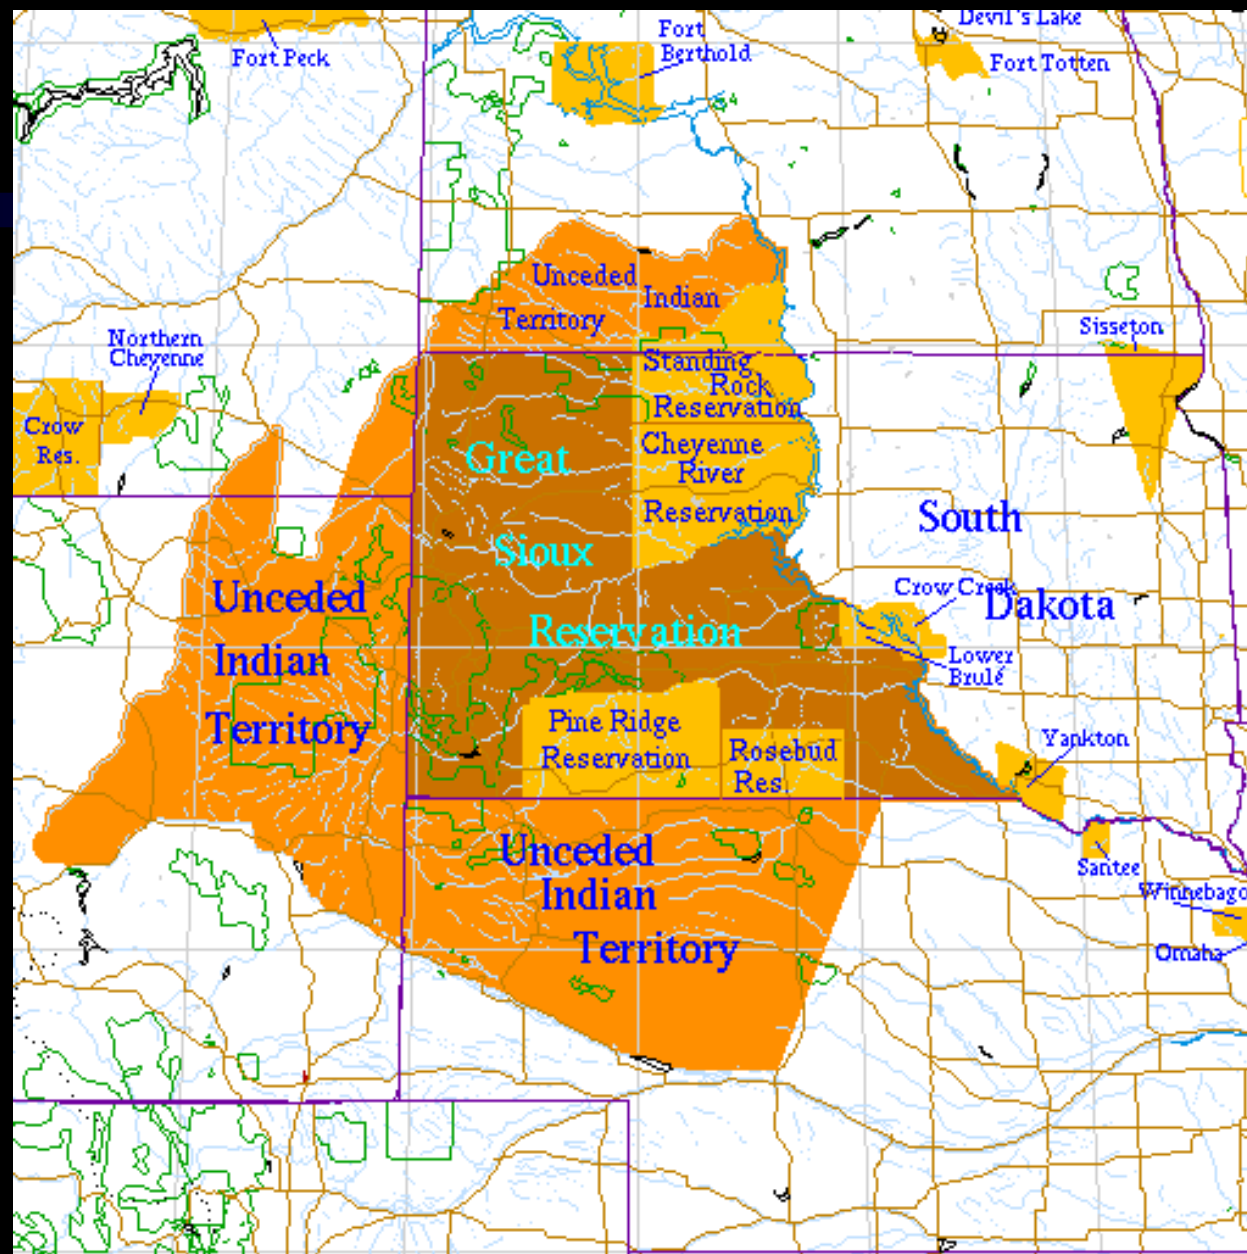 Devil's Lake
Fort
Berthold
Fort Peck
Fort Totten
Unceded
Indian
Territory
Northern
Cheyenne
Sisseton
Standing
Rock
Reservation
Crow
Res.
Cheyenne
River
Reservation
Great
Sioux
Reservation
South
Dakota
Crow Creek
Lower
Brulé
Unceded
Indian
Territory
Pine Ridge
Reservation
Rosebud
Res.
Yankton
Unceded
Indian
Territory
Santee
Winnebago
Omaha